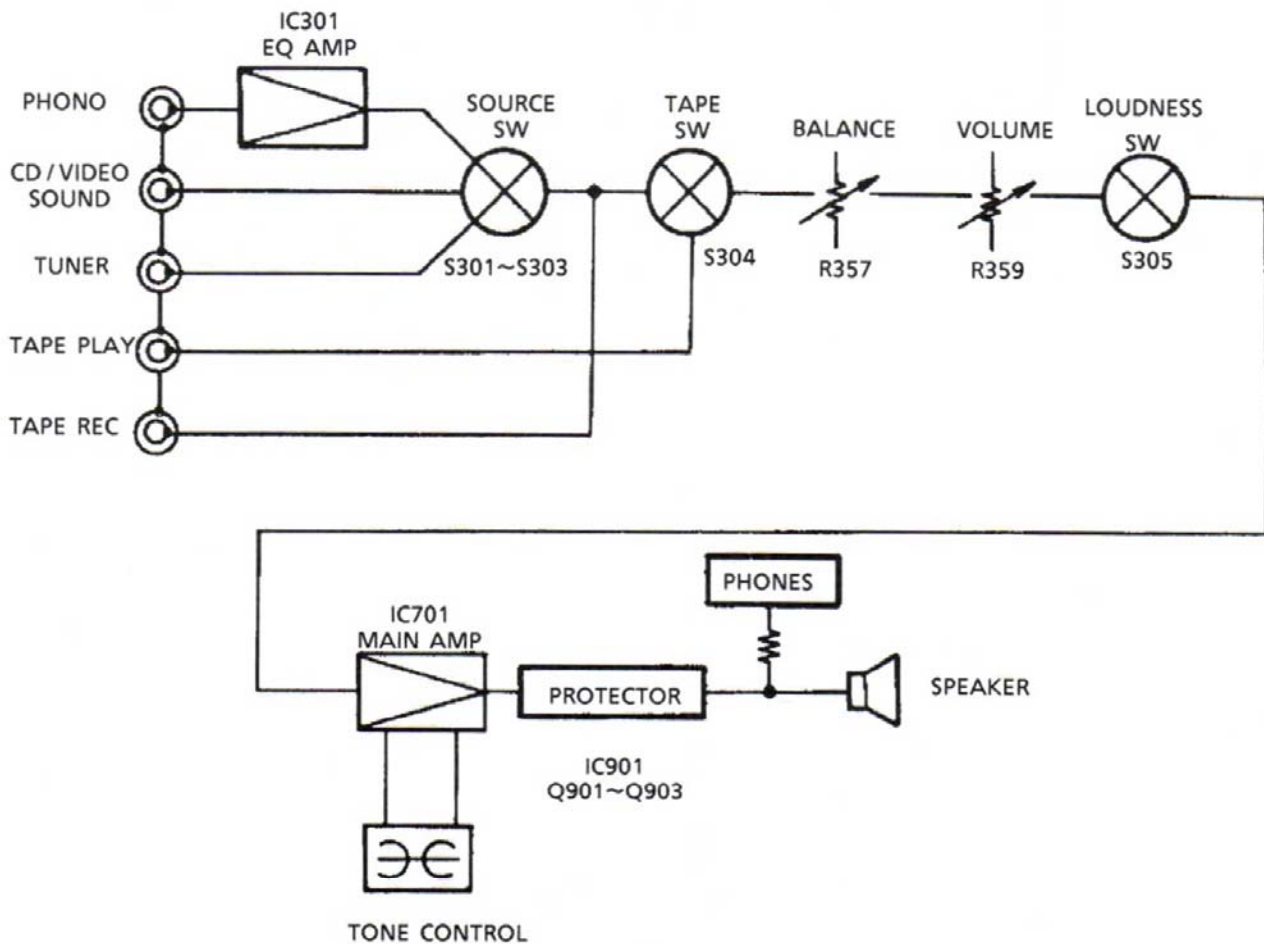 IC301
EQ AMP
PHONO
SOURCE
SW
TAPE
SW
BALANCE
VOLUME
LOUDNESS
SW
CD / VIDEO
SOUND
TUNER
S301~S303
S304
R357
R359
S305
TAPE PLAY
TAPE REC
PHONES
IC701
MAIN AMP
PROTECTOR
SPEAKER
IC901
Q901~Q903
TONE CONTROL